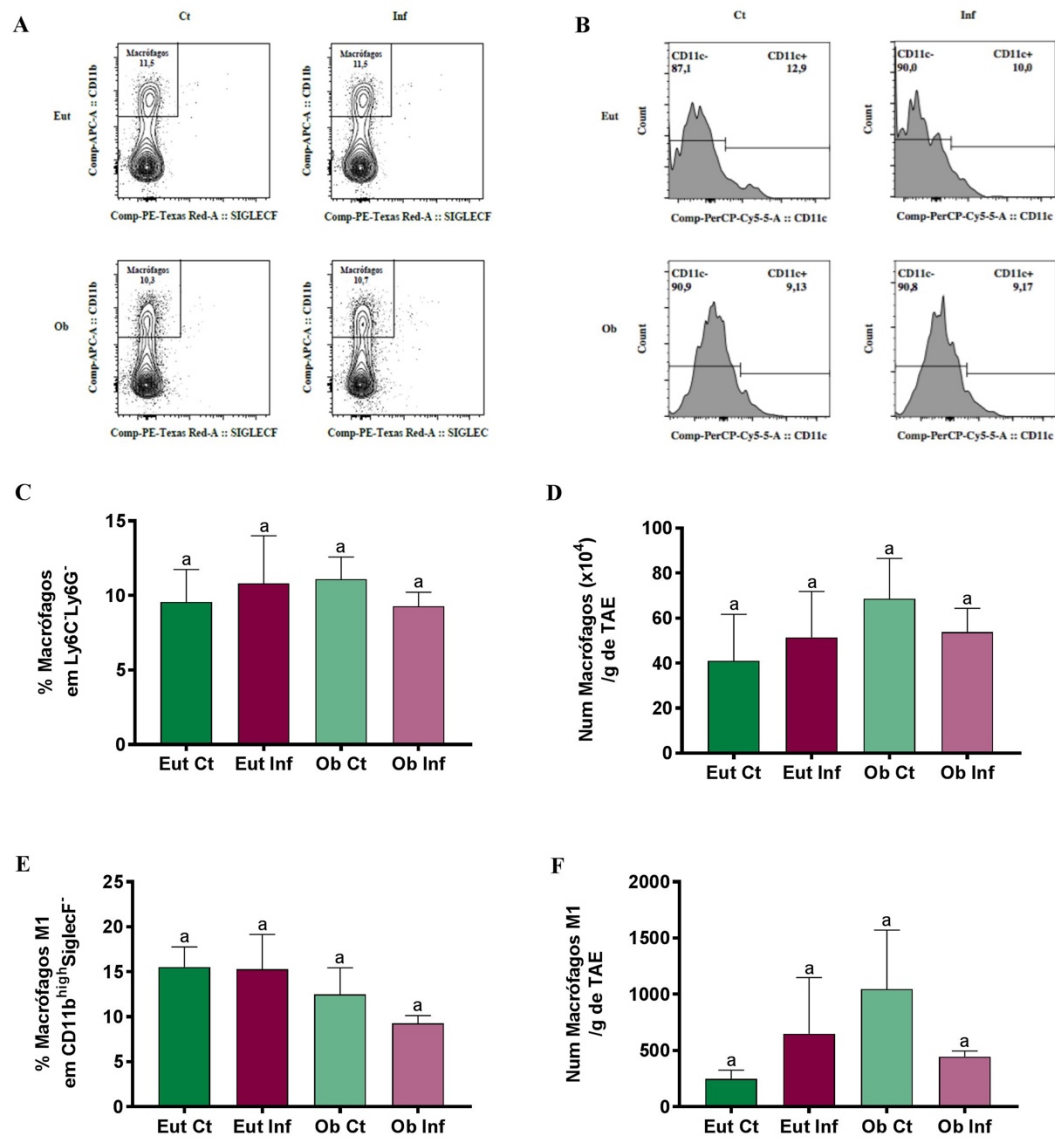 A
Ct
Inf
Eut
Comp-APC-A :: CD11b
Macrófagos
11,5
Comp-PE-Texas Red-A :: SIGLECF
Comp-APC-A :: CD11b
Macrófagos
11,5
Comp-PE-Texas Red-A :: SIGLECF
Ob
Comp-APC-A :: CD11b
Macrófagos
10,3
Comp-PE-Texas Red-A :: SIGLECF
Comp-APC-A :: CD11b
Macrófagos
10,7
Comp-PE-Texas Red-A :: SIGLEC
B
Ct
Inf
Eut
Count
CD11c- CD11c+
87,1 12,9
Comp-PerCP-Cy5-5-A :: CD11c
Count
CD11c- CD11c+
90,0 10,0
Comp-PerCP-Cy5-5-A :: CD11c
Ob
Count
CD11c- CD11c+
90,9 9,13
Comp-PerCP-Cy5-5-A :: CD11c
Count
CD11c- CD11c+
90,8 9,17
Comp-PerCP-Cy5-5-A :: CD11c
C
% Macrófagos
em Ly6C⁻Ly6G⁻
15
10
5
0
a a a a
Eut Ct Eut Inf Ob Ct Ob Inf
D
Num Macrófagos (x10⁴)
/g de TAE
100
80
60
40
20
0
a a a a
Eut Ct Eut Inf Ob Ct Ob Inf
E
% Macrófagos M1
em CD11bʰⁱᵍʰSiglecF⁻
25
20
15
10
5
0
a a a a
Eut Ct Eut Inf Ob Ct Ob Inf
F
Num Macrófagos M1
/g de TAE
2000
1500
1000
500
0
a a a a
Eut Ct Eut Inf Ob Ct Ob Inf